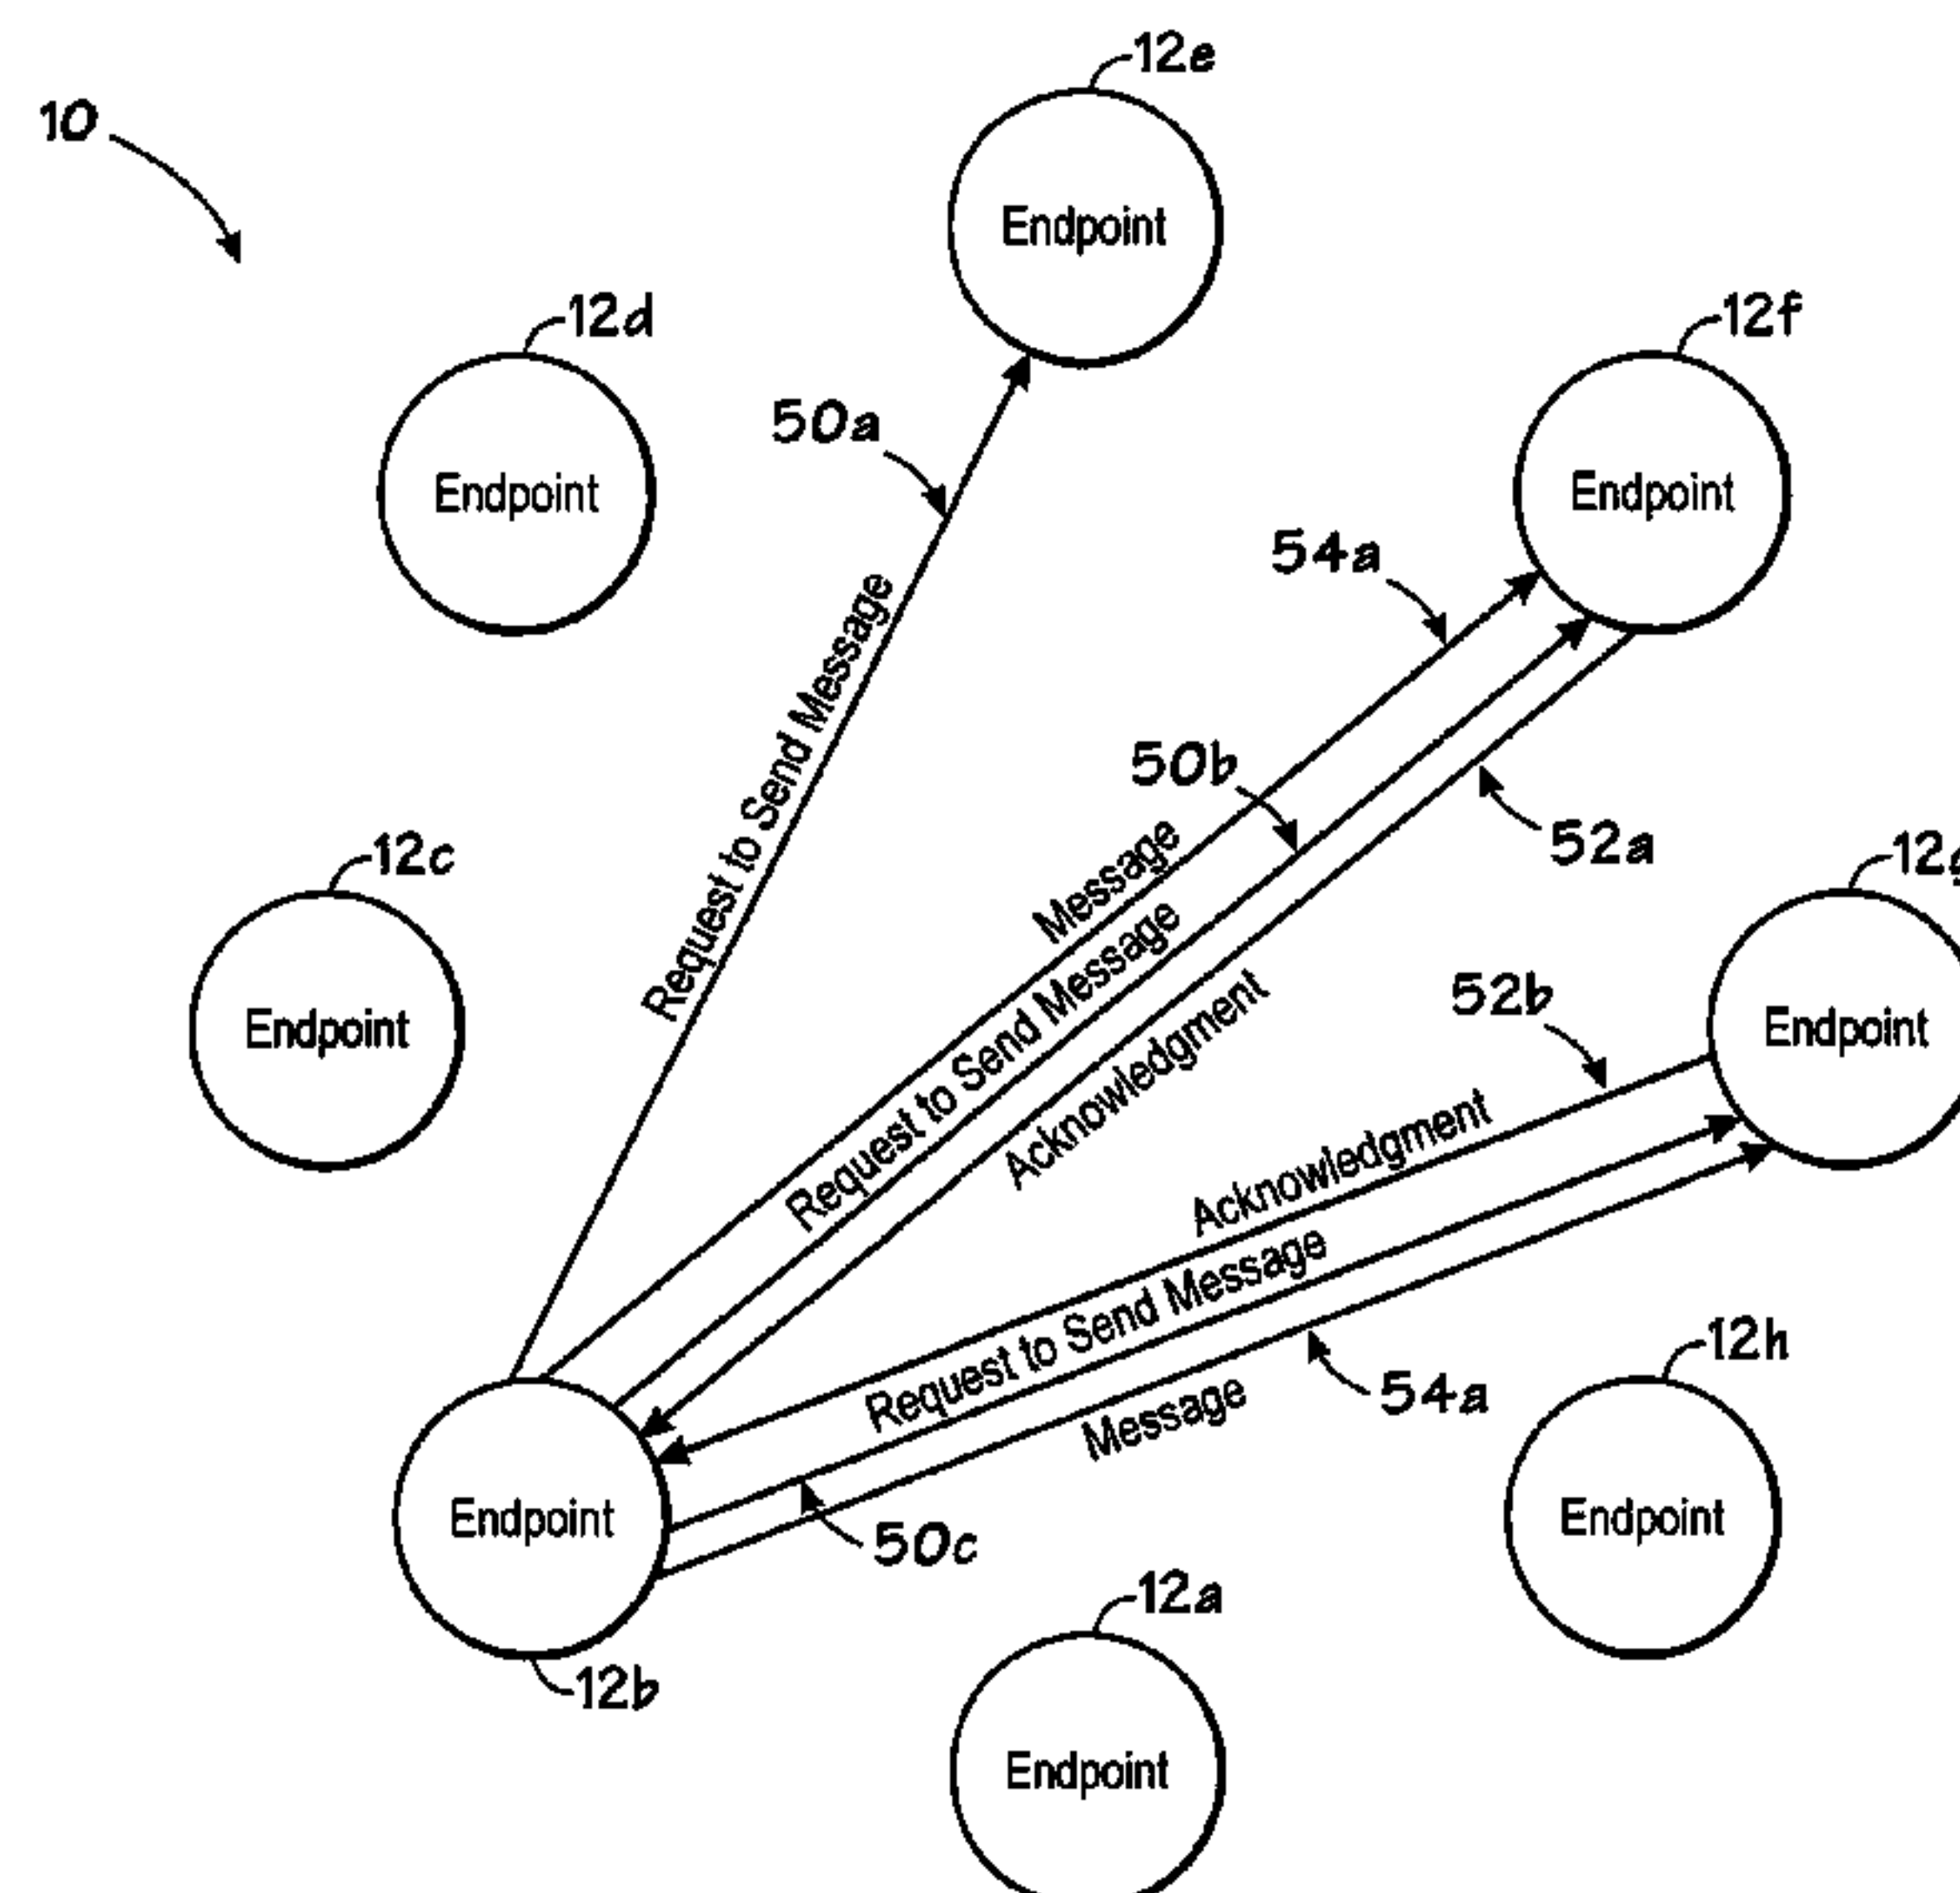 12e
10
Endpoint
12d
12f
50a
Endpoint
Endpoint
54a
Request to Send Message
50b
52a
12c
Message
Request to Send Message
Acknowledgment
52b
Endpoint
Endpoint
Acknowledgment
Request to Send Message
Message
54a
12h
50c
Endpoint
Endpoint
12a
12b
Endpoint